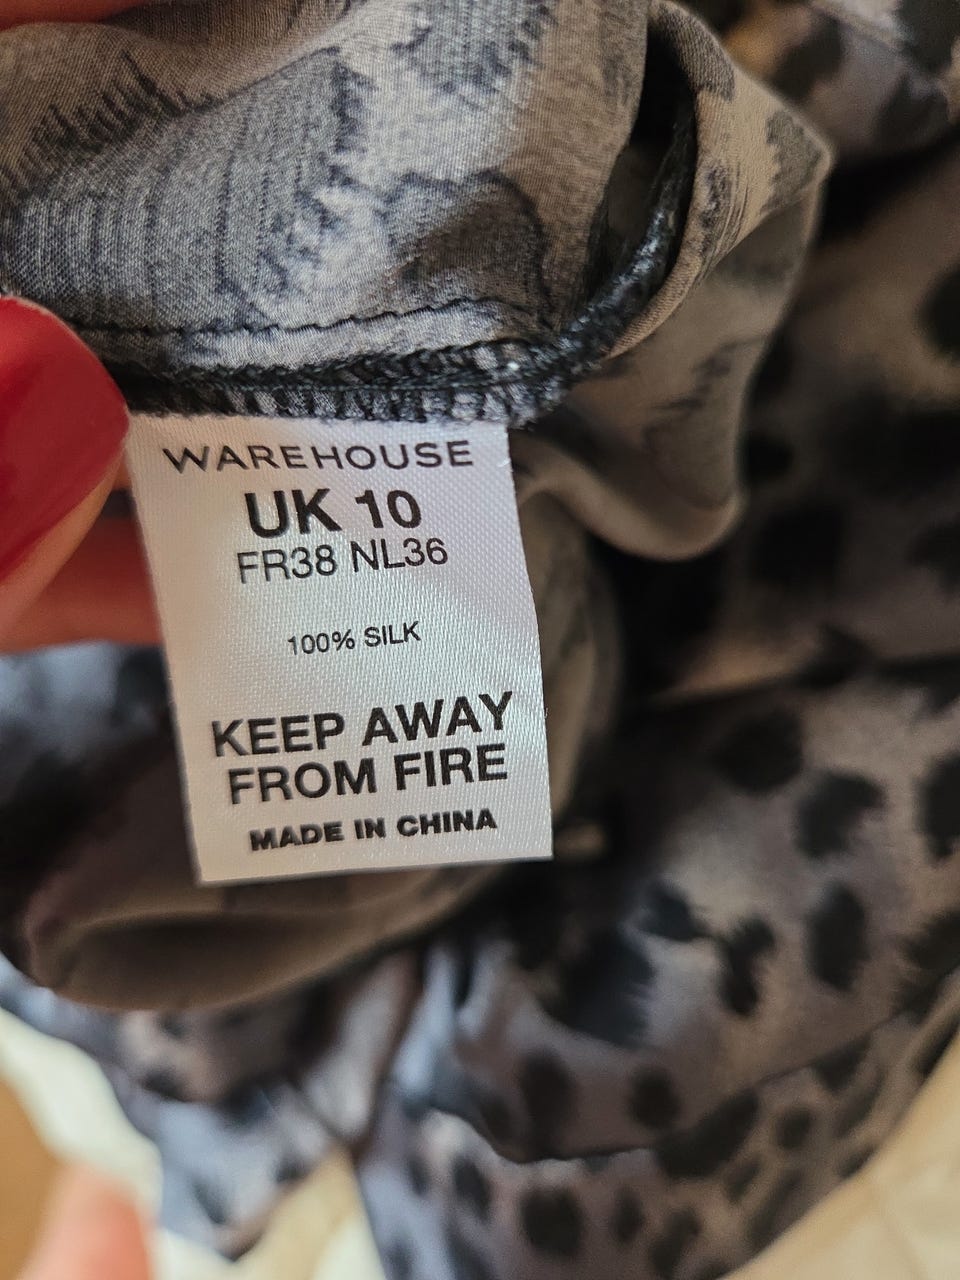 WAREHOUSE
UK 10
FR38 NL36
100% SILK
KEEP AWAY
FROM FIRE
MADE IN CHINA